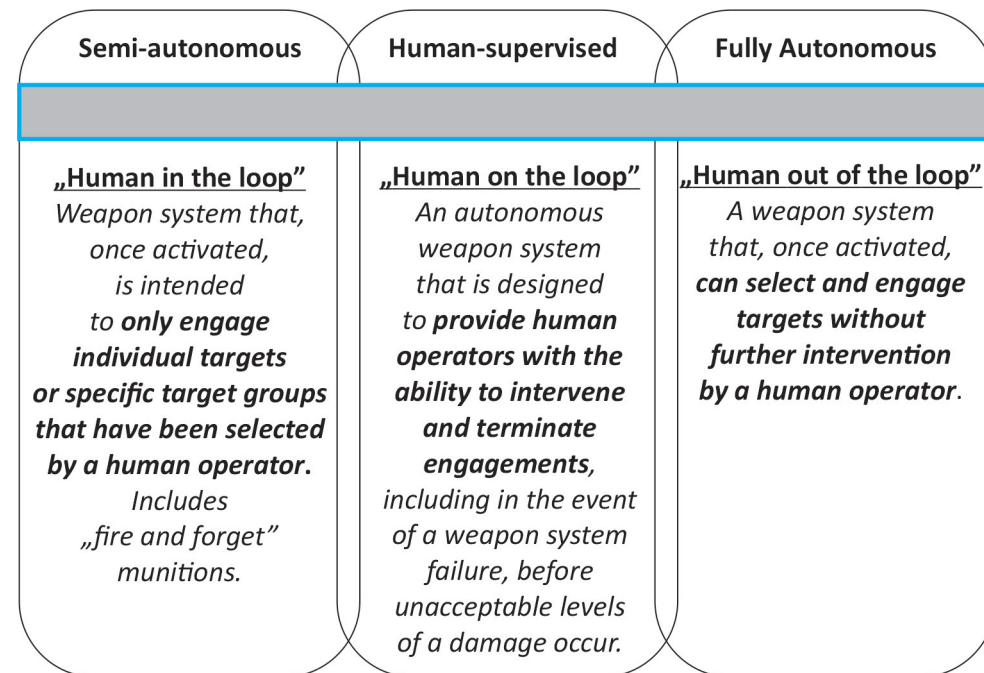 Semi-autonomous
Human-supervised
Fully Autonomous
„Human in the loop”
Weapon system that,
once activated,
is intended
to only engage
individual targets
or specific target groups
that have been selected
by a human operator.
Includes
„fire and forget”
munitions.
„Human on the loop”
An autonomous
weapon system
that is designed
to provide human
operators with the
ability to intervene
and terminate
engagements,
including in the event
of a weapon system
failure, before
unacceptable levels
of a damage occur.
„Human out of the loop”
A weapon system
that, once activated,
can select and engage
targets without
further intervention
by a human operator.